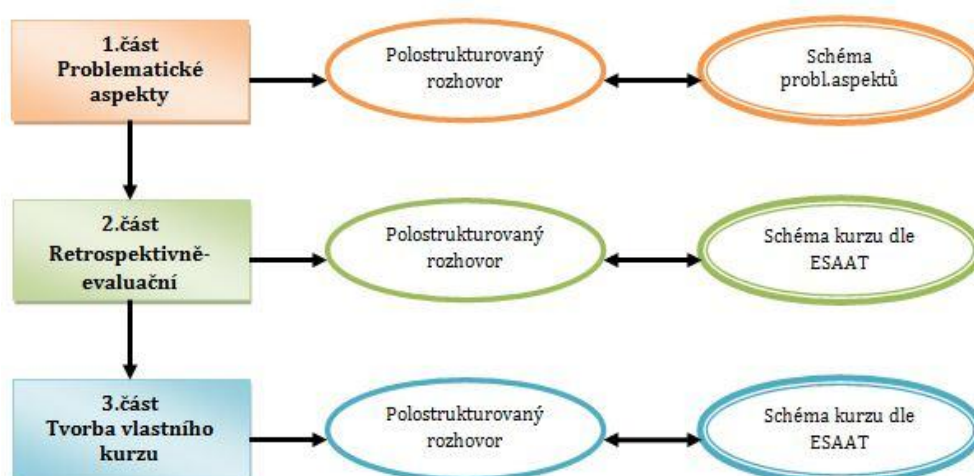 1.část
Problematické
aspekty
Polostrukturovaný
rozhovor
Schéma
probl.aspektů
2.část
Retrospektivně-
evaluační
Polostrukturovaný
rozhovor
Schéma kurzu dle
ESAAT
3.část
Tvorba vlastního
kurzu
Polostrukturovaný
rozhovor
Schéma kurzu dle
ESAAT